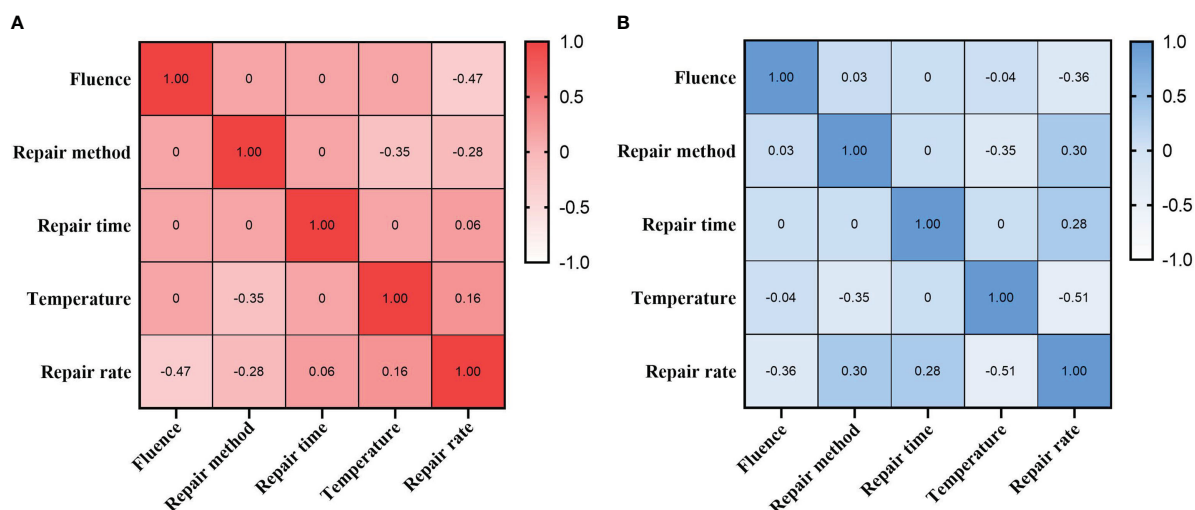 A
Fluence 1.00 0 0 0 -0.47
Repair method 0 1.00 0 -0.35 -0.28
Repair time 0 0 1.00 0 0.06
Temperature 0 -0.35 0 1.00 0.16
Repair rate -0.47 -0.28 0.06 0.16 1.00
Fluence Repair method Repair time Temperature Repair rate
1.0
0.5
0
-0.5
-1.0
B
Fluence 1.00 0.03 0 -0.04 -0.36
Repair method 0.03 1.00 0 -0.35 0.30
Repair time 0 0 1.00 0 0.28
Temperature -0.04 -0.35 0 1.00 -0.51
Repair rate -0.36 0.30 0.28 -0.51 1.00
Fluence Repair method Repair time Temperature Repair rate
1.0
0.5
0
-0.5
-1.0